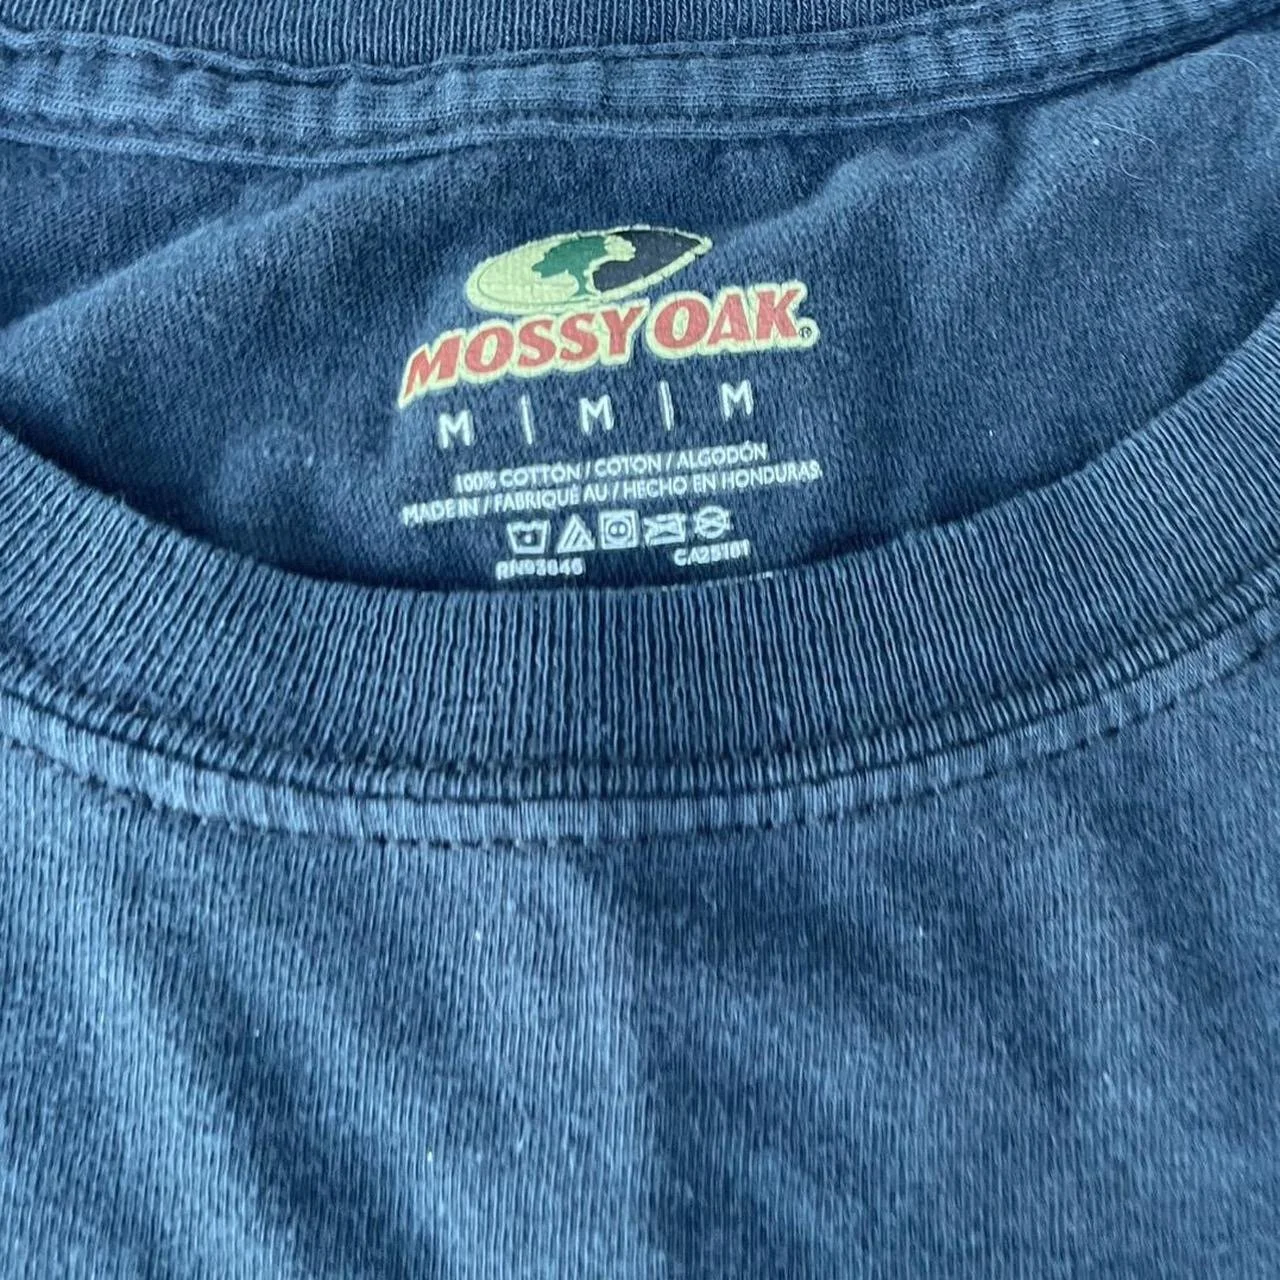 MOSSY OAK®
M | M | M
100% COTTON / COTON / ALGODÓN
MADE IN / FABRIQUÉ AU / HECHO EN HONDURAS
RN93846 CA25181